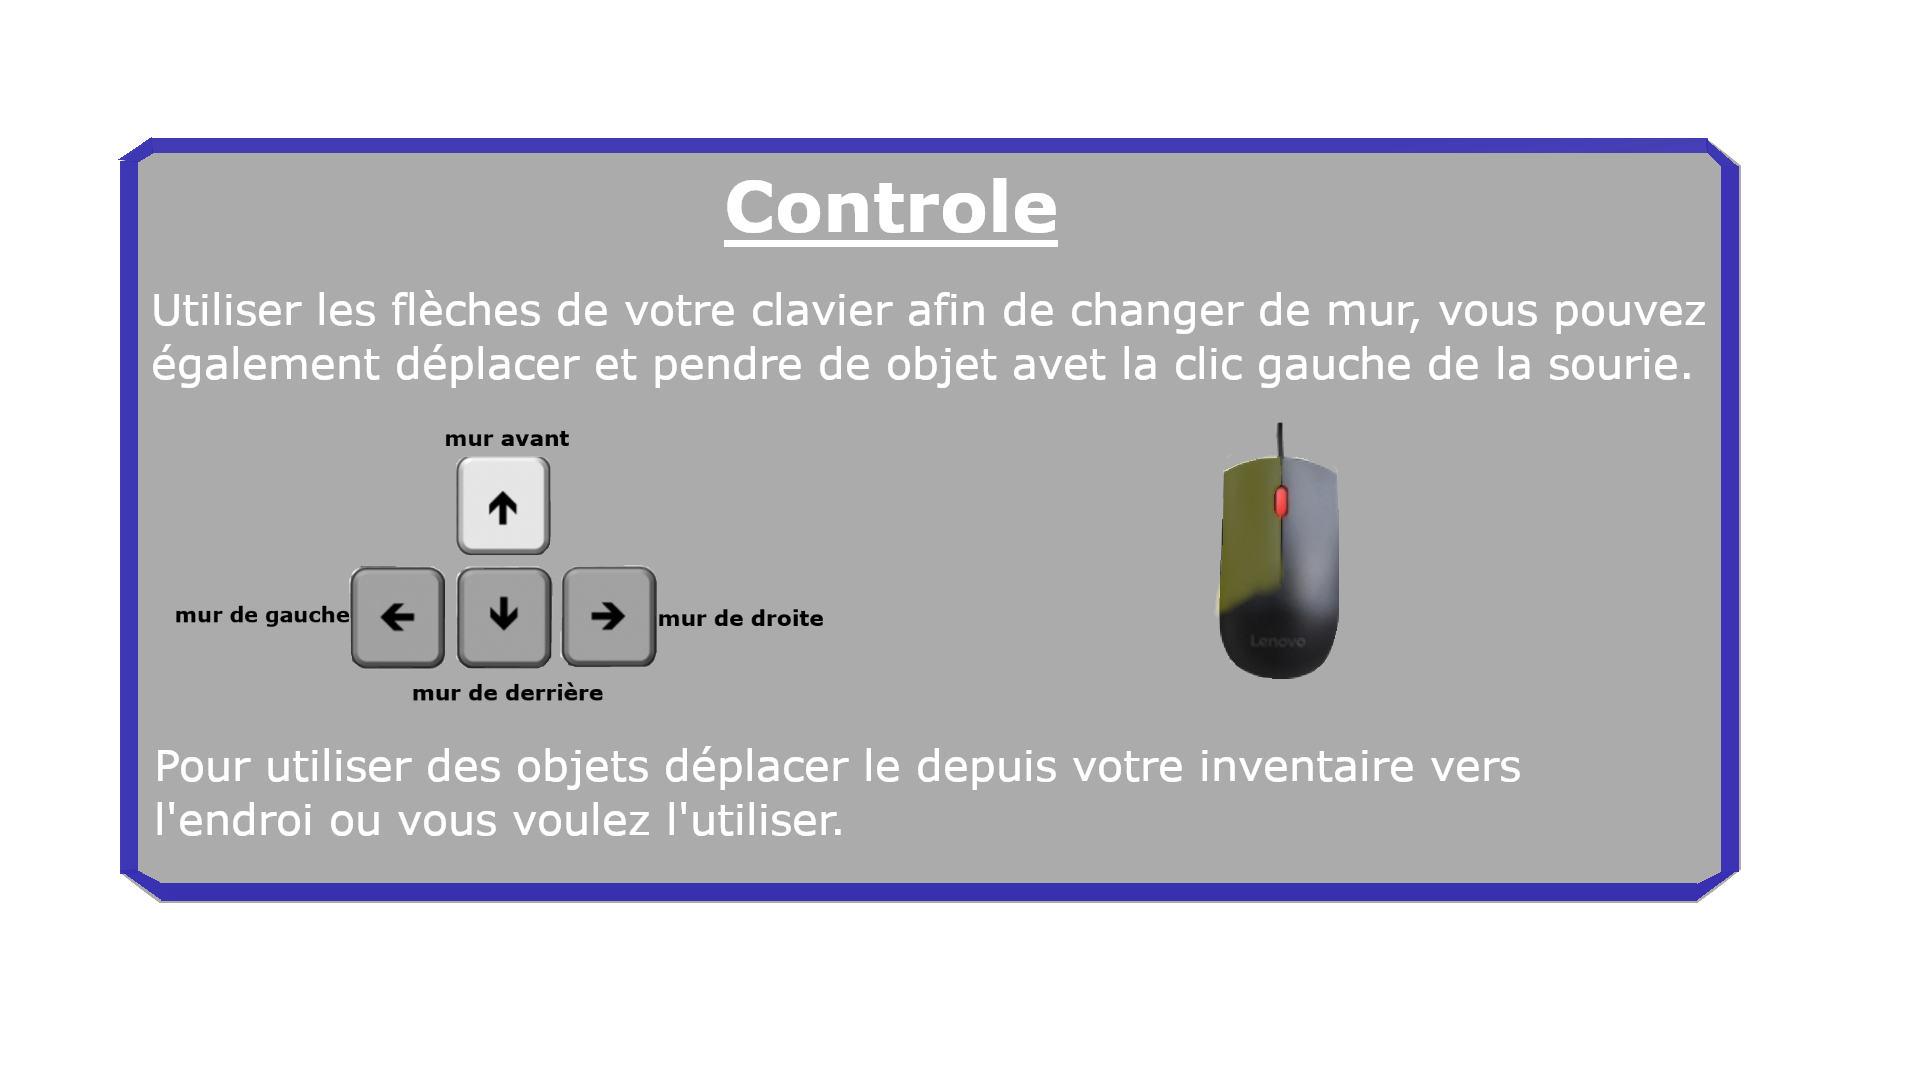 Controle
Utiliser les flèches de votre clavier afin de changer de mur, vous pouvez
également déplacer et pendre de objet avet la clic gauche de la sourie.
mur avant
mur de gauche
mur de droite
mur de derrière
Lenovo
Pour utiliser des objets déplacer le depuis votre inventaire vers
l'endroi ou vous voulez l'utiliser.